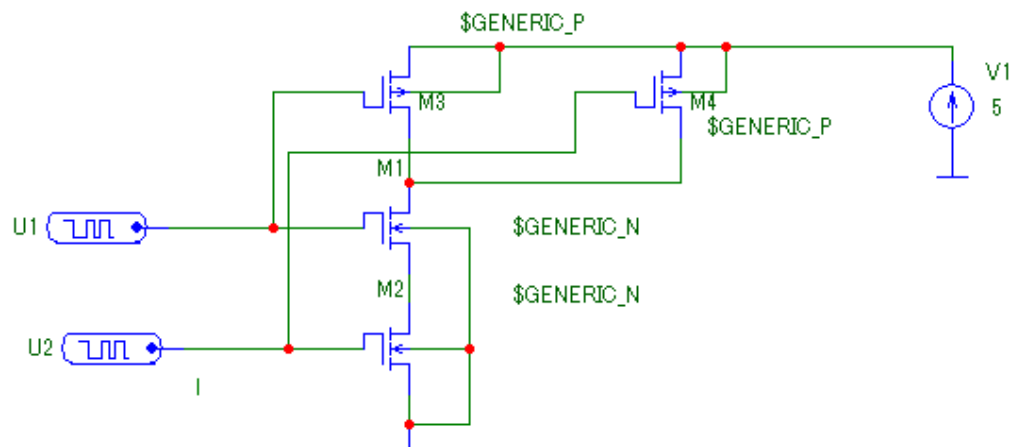 $GENERIC_P
V1
M3
M4
5
$GENERIC_P
M1
U1
$GENERIC_N
M2
$GENERIC_N
U2
I